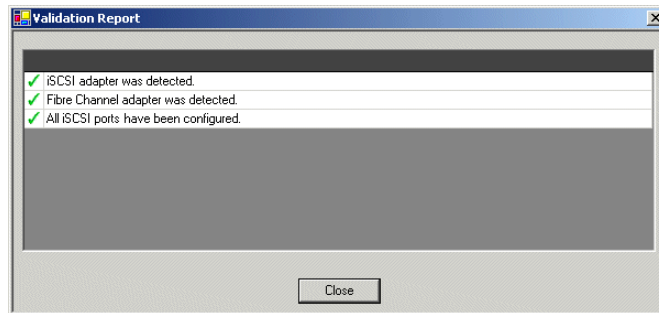 Validation Report
iSCSI adapter was detected.
Fibre Channel adapter was detected.
All iSCSI ports have been configured.
Close